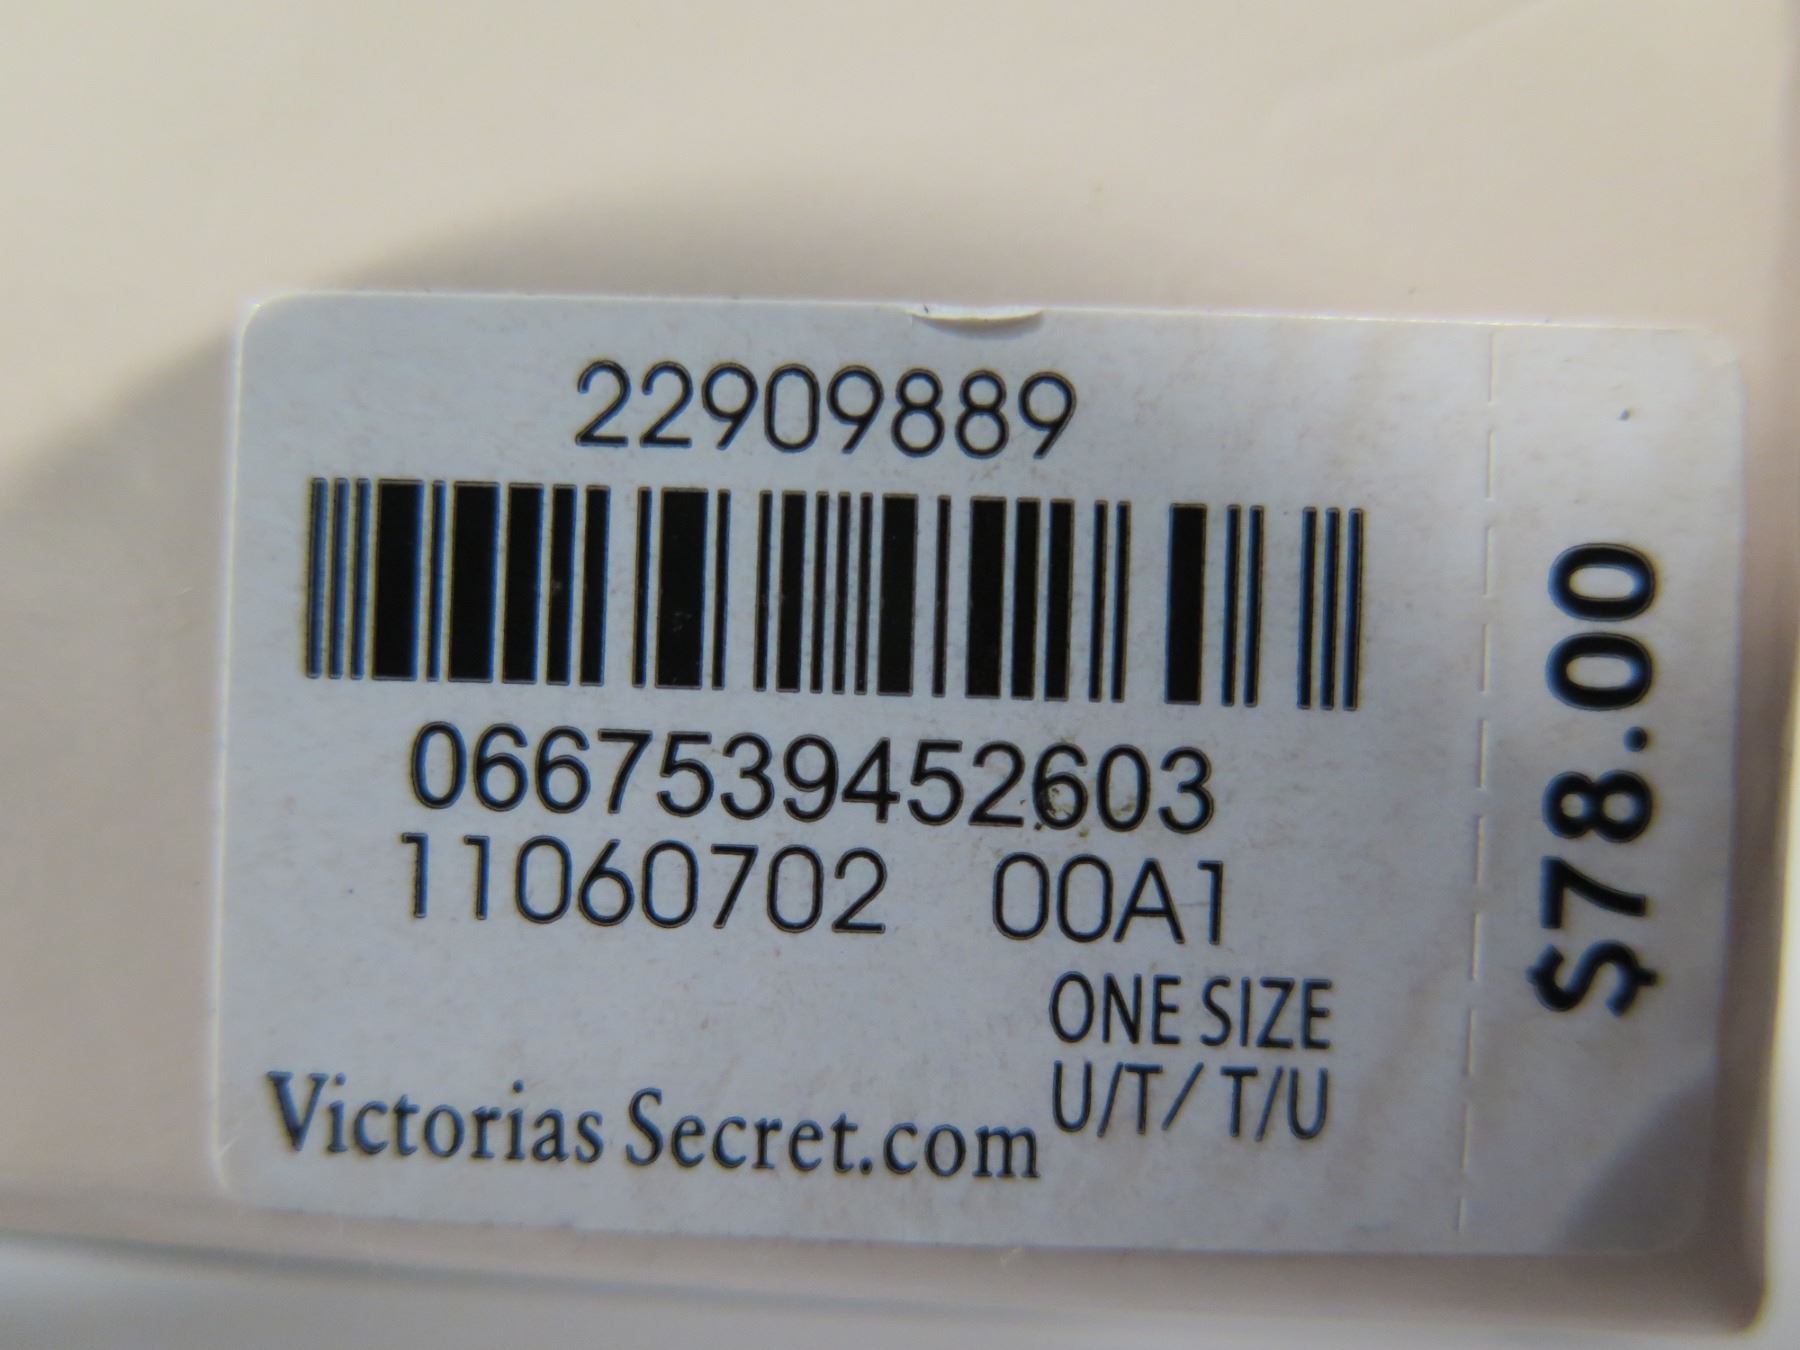 22909889
0667539452603
11060702 00A1
ONE SIZE
U/T/ T/U
Victorias Secret.com
$78.00